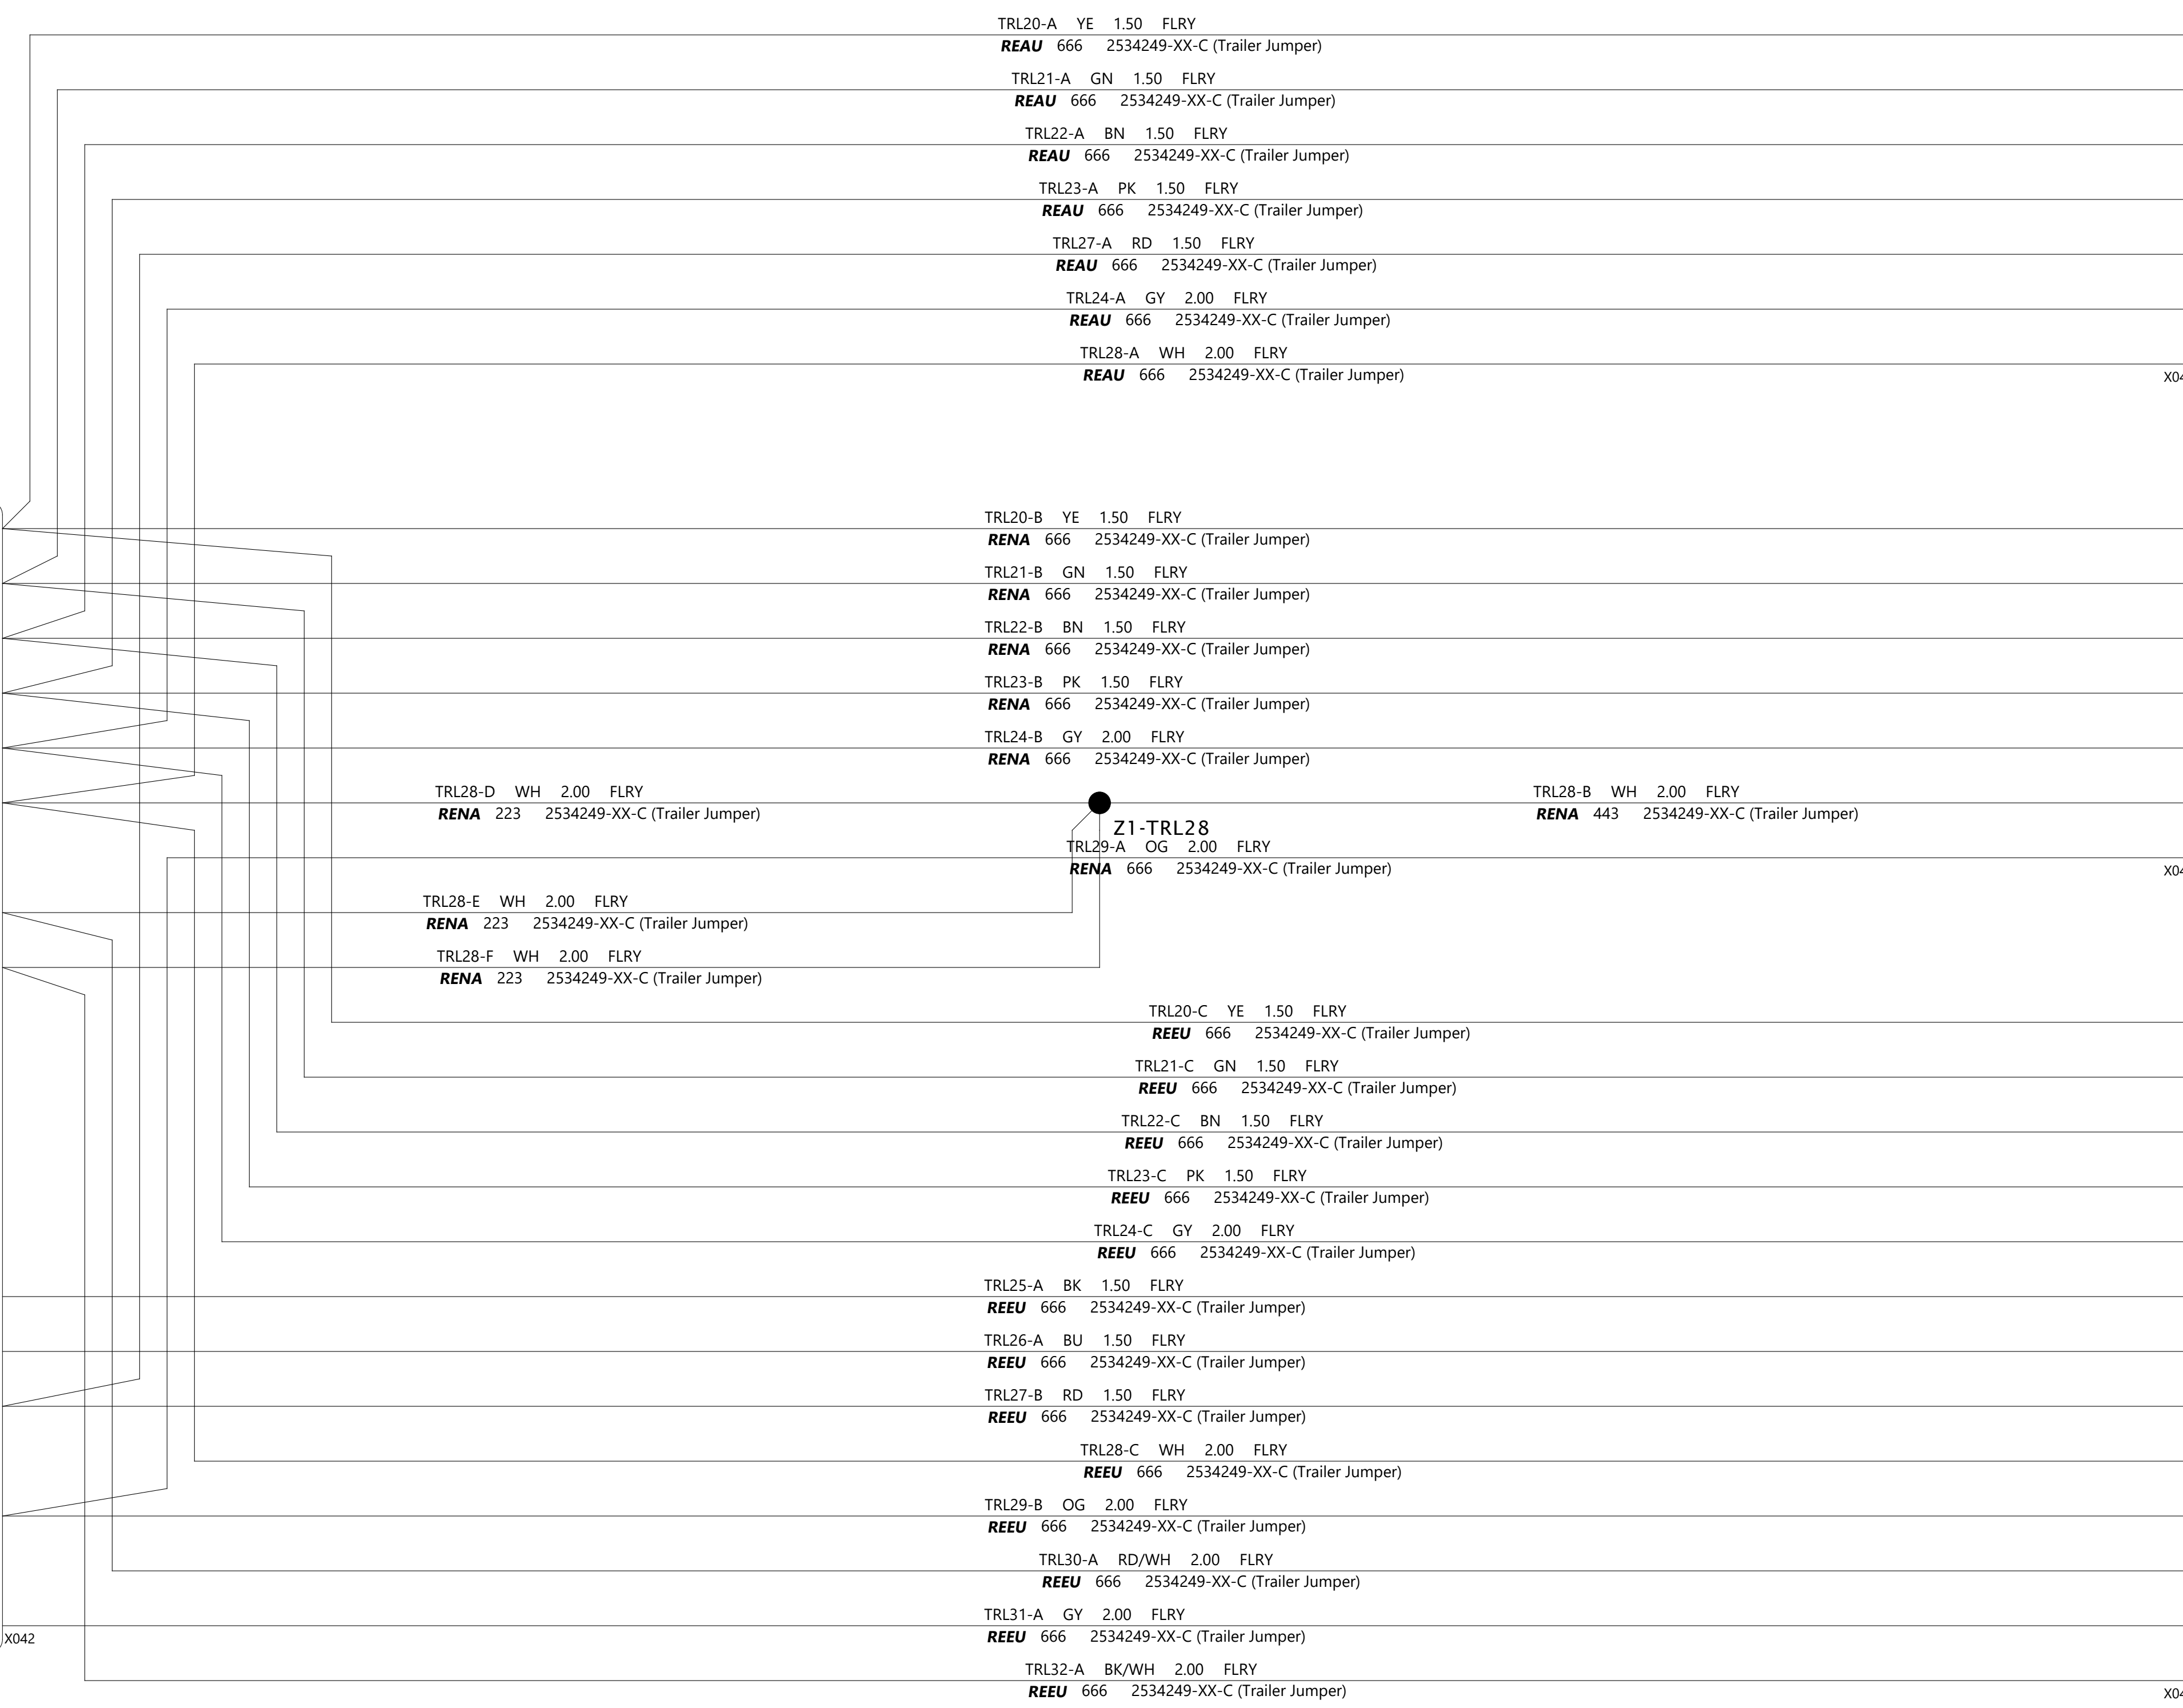 TRL20-A YE 1.50 FLRY
REAU 666 2534249-XX-C (Trailer Jumper)
TRL21-A GN 1.50 FLRY
REAU 666 2534249-XX-C (Trailer Jumper)
TRL22-A BN 1.50 FLRY
REAU 666 2534249-XX-C (Trailer Jumper)
TRL23-A PK 1.50 FLRY
REAU 666 2534249-XX-C (Trailer Jumper)
TRL27-A RD 1.50 FLRY
REAU 666 2534249-XX-C (Trailer Jumper)
TRL24-A GY 2.00 FLRY
REAU 666 2534249-XX-C (Trailer Jumper)
TRL28-A WH 2.00 FLRY
REAU 666 2534249-XX-C (Trailer Jumper)
X04
TRL20-B YE 1.50 FLRY
RENA 666 2534249-XX-C (Trailer Jumper)
TRL21-B GN 1.50 FLRY
RENA 666 2534249-XX-C (Trailer Jumper)
TRL22-B BN 1.50 FLRY
RENA 666 2534249-XX-C (Trailer Jumper)
TRL23-B PK 1.50 FLRY
RENA 666 2534249-XX-C (Trailer Jumper)
TRL24-B GY 2.00 FLRY
RENA 666 2534249-XX-C (Trailer Jumper)
TRL28-D WH 2.00 FLRY
RENA 223 2534249-XX-C (Trailer Jumper)
TRL28-B WH 2.00 FLRY
RENA 443 2534249-XX-C (Trailer Jumper)
Z1-TRL28
TRL29-A OG 2.00 FLRY
RENA 666 2534249-XX-C (Trailer Jumper)
X04
TRL28-E WH 2.00 FLRY
RENA 223 2534249-XX-C (Trailer Jumper)
TRL28-F WH 2.00 FLRY
RENA 223 2534249-XX-C (Trailer Jumper)
TRL20-C YE 1.50 FLRY
REEU 666 2534249-XX-C (Trailer Jumper)
TRL21-C GN 1.50 FLRY
REEU 666 2534249-XX-C (Trailer Jumper)
TRL22-C BN 1.50 FLRY
REEU 666 2534249-XX-C (Trailer Jumper)
TRL23-C PK 1.50 FLRY
REEU 666 2534249-XX-C (Trailer Jumper)
TRL24-C GY 2.00 FLRY
REEU 666 2534249-XX-C (Trailer Jumper)
TRL25-A BK 1.50 FLRY
REEU 666 2534249-XX-C (Trailer Jumper)
TRL26-A BU 1.50 FLRY
REEU 666 2534249-XX-C (Trailer Jumper)
TRL27-B RD 1.50 FLRY
REEU 666 2534249-XX-C (Trailer Jumper)
TRL28-C WH 2.00 FLRY
REEU 666 2534249-XX-C (Trailer Jumper)
TRL29-B OG 2.00 FLRY
REEU 666 2534249-XX-C (Trailer Jumper)
TRL30-A RD/WH 2.00 FLRY
REEU 666 2534249-XX-C (Trailer Jumper)
TRL31-A GY 2.00 FLRY
REEU 666 2534249-XX-C (Trailer Jumper)
X042
TRL32-A BK/WH 2.00 FLRY
REEU 666 2534249-XX-C (Trailer Jumper)
X04